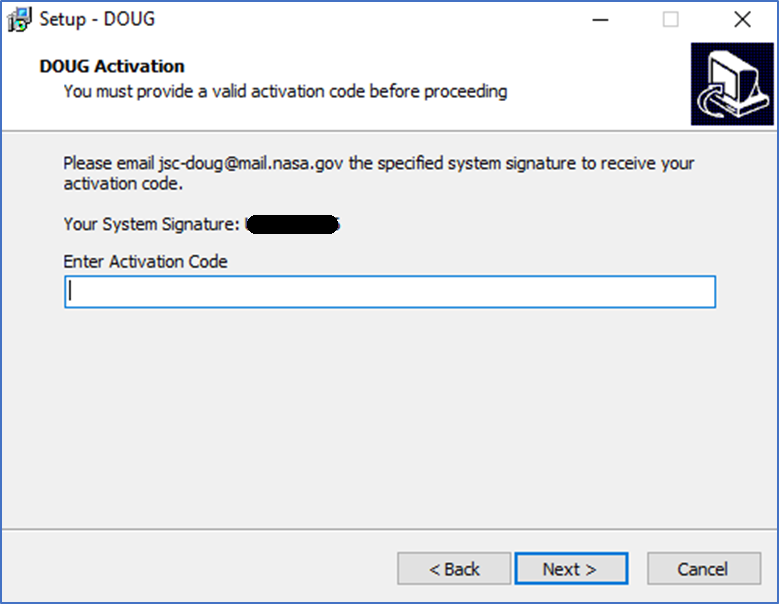 Setup - DOUG
DOUG Activation
You must provide a valid activation code before proceeding
Please email jsc-doug@mail.nasa.gov the specified system signature to receive your
activation code.
Your System Signature:
Enter Activation Code
< Back
Next >
Cancel